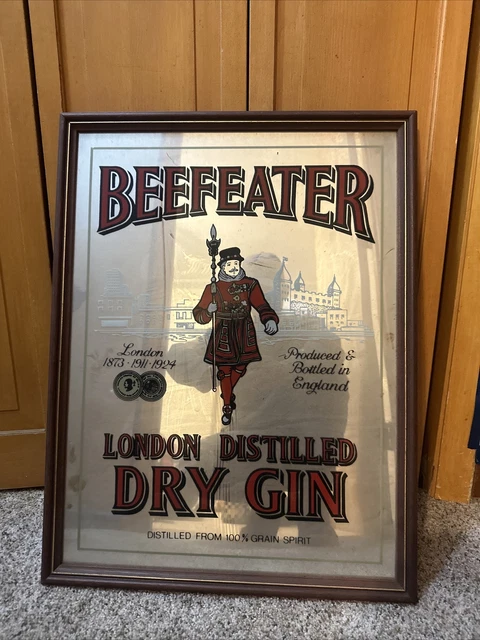 BEEFEATER
London
1873 · 1911 · 1924
Produced &
Bottled in
England
LONDON DISTILLED
DRY GIN
DISTILLED FROM 100% GRAIN SPIRIT